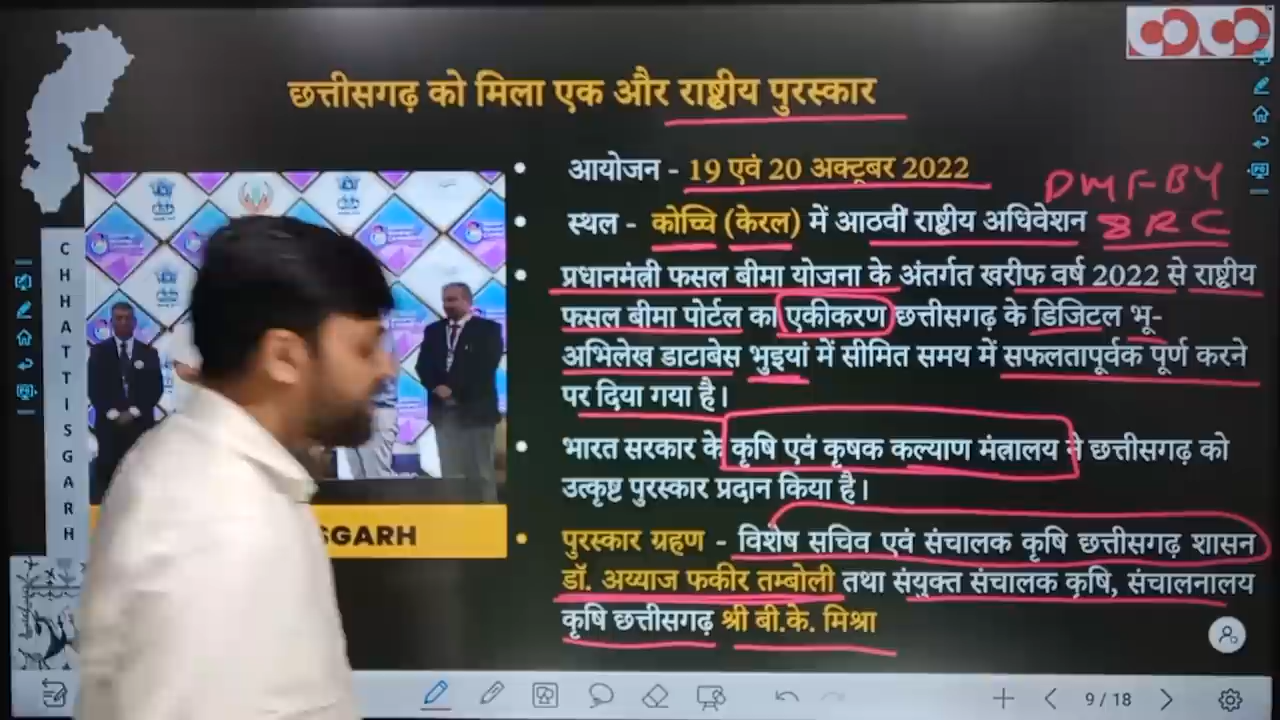 छत्तीसगढ़ को मिला एक और राष्ट्रीय पुरस्कार
आयोजन - 19 एवं 20 अक्टूबर 2022
स्थल - कोच्चि (केरल) में आठवीं राष्ट्रीय अधिवेशन
प्रधानमंत्री फसल बीमा योजना के अंतर्गत खरीफ वर्ष 2022 से राष्ट्रीय
फसल बीमा पोर्टल का एकीकरण छत्तीसगढ़ के डिजिटल भू-
अभिलेख डाटाबेस भुइयां में सीमित समय में सफलतापूर्वक पूर्ण करने
पर दिया गया है।
भारत सरकार के कृषि एवं कृषक कल्याण मंत्रालय ने छत्तीसगढ़ को
उत्कृष्ट पुरस्कार प्रदान किया है।
पुरस्कार ग्रहण - विशेष सचिव एवं संचालक कृषि छत्तीसगढ़ शासन
डॉ. अय्याज फकीर तम्बोली तथा संयुक्त संचालक कृषि, संचालनालय
कृषि छत्तीसगढ़ श्री बी.के. मिश्रा
CHHATTISGARH
SGARH
9 / 18